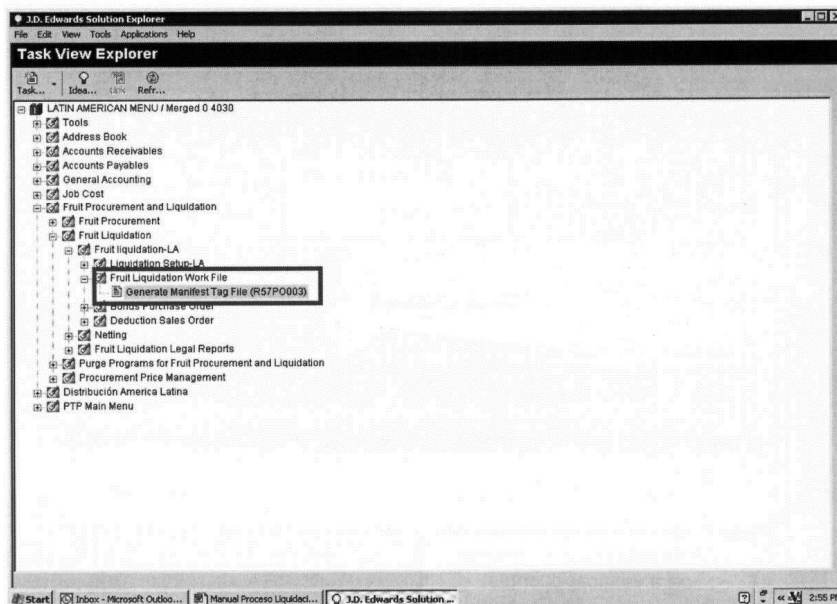 J.D. Edwards Solution Explorer
File Edit View Tools Applications Help
Task View Explorer
Task... Idea... Link Refr...
LATIN AMERICAN MENU / Merged 0 4030
Tools
Address Book
Accounts Receivables
Accounts Payables
General Accounting
Job Cost
Fruit Procurement and Liquidation
Fruit Procurement
Fruit Liquidation
Fruit liquidation-LA
Liquidation Setup-LA
Fruit Liquidation Work File
Generate Manifest Tag File (R57PO003)
Bonds Purchase Order
Deduction Sales Order
Netting
Fruit Liquidation Legal Reports
Purge Programs for Fruit Procurement and Liquidation
Procurement Price Management
Distribución America Latina
PTP Main Menu
Start Inbox - Microsoft Outloo... Manual Proceso Liquidaci... J.D. Edwards Solution ... 2:55 P